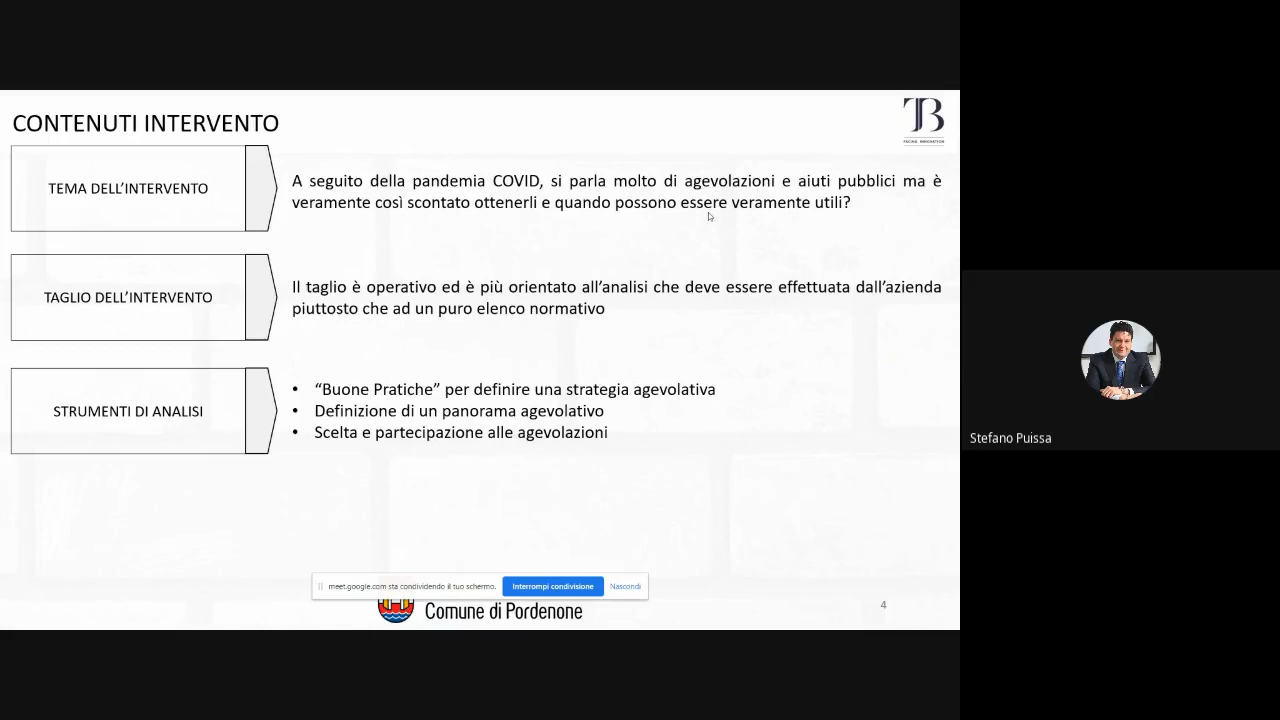 CONTENUTI INTERVENTO
TB
FACING INNOVATION
TEMA DELL’INTERVENTO
A seguito della pandemia COVID, si parla molto di agevolazioni e aiuti pubblici ma è
veramente così scontato ottenerli e quando possono essere veramente utili?
TAGLIO DELL’INTERVENTO
Il taglio è operativo ed è più orientato all’analisi che deve essere effettuata dall’azienda
piuttosto che ad un puro elenco normativo
STRUMENTI DI ANALISI
• “Buone Pratiche” per definire una strategia agevolativa
• Definizione di un panorama agevolativo
• Scelta e partecipazione alle agevolazioni
Stefano Puissa
meet.google.com sta condividendo il tuo schermo.
Interrompi condivisione
Nascondi
Comune di Pordenone
4